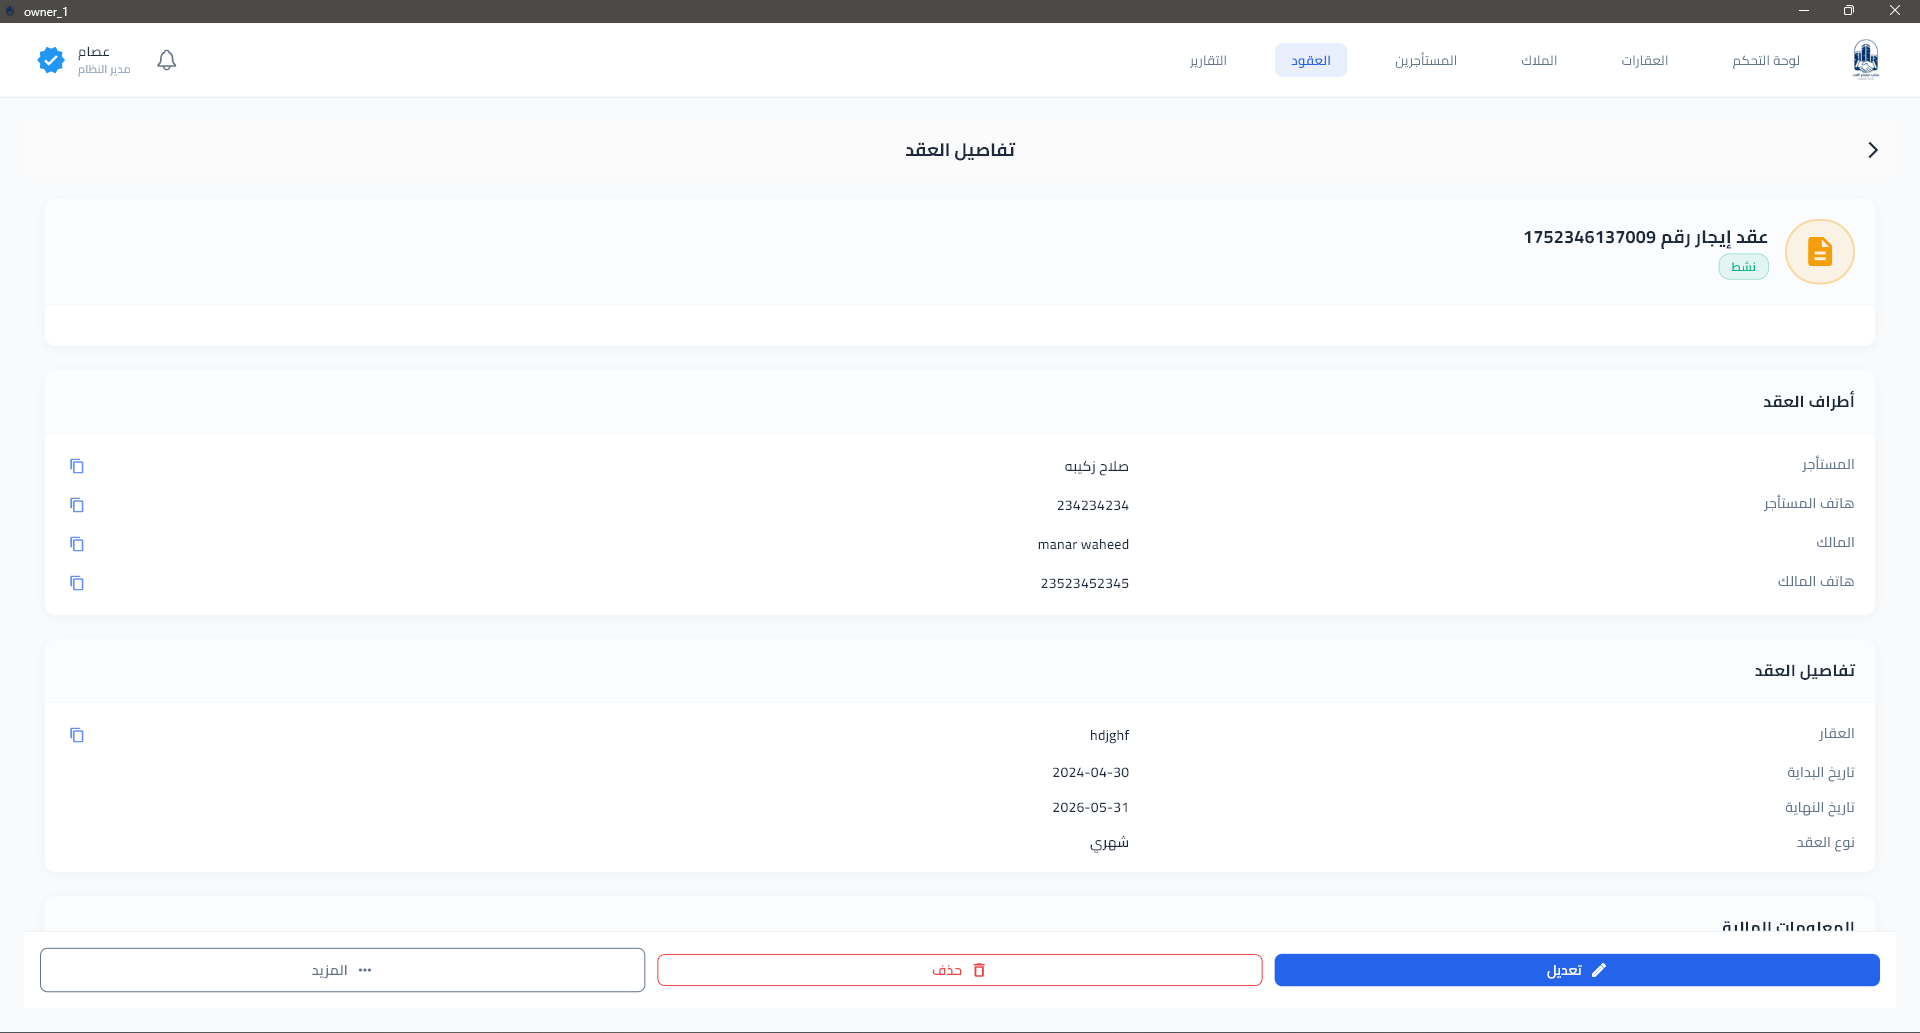 owner_1
لوحة التحكم
العقارات
الملاك
المستأجرين
العقود
التقارير
عصام
مدير النظام
تفاصيل العقد
عقد إيجار رقم 1752346137009
نشط
أطراف العقد
المستأجر صلاح زكيبه
هاتف المستأجر 234234234
المالك manar waheed
هاتف المالك 23523452345
تفاصيل العقد
العقار hdjghf
تاريخ البداية 2024-04-30
تاريخ النهاية 2026-05-31
نوع العقد شهري
المعلومات المالية
تعديل
حذف
المزيد